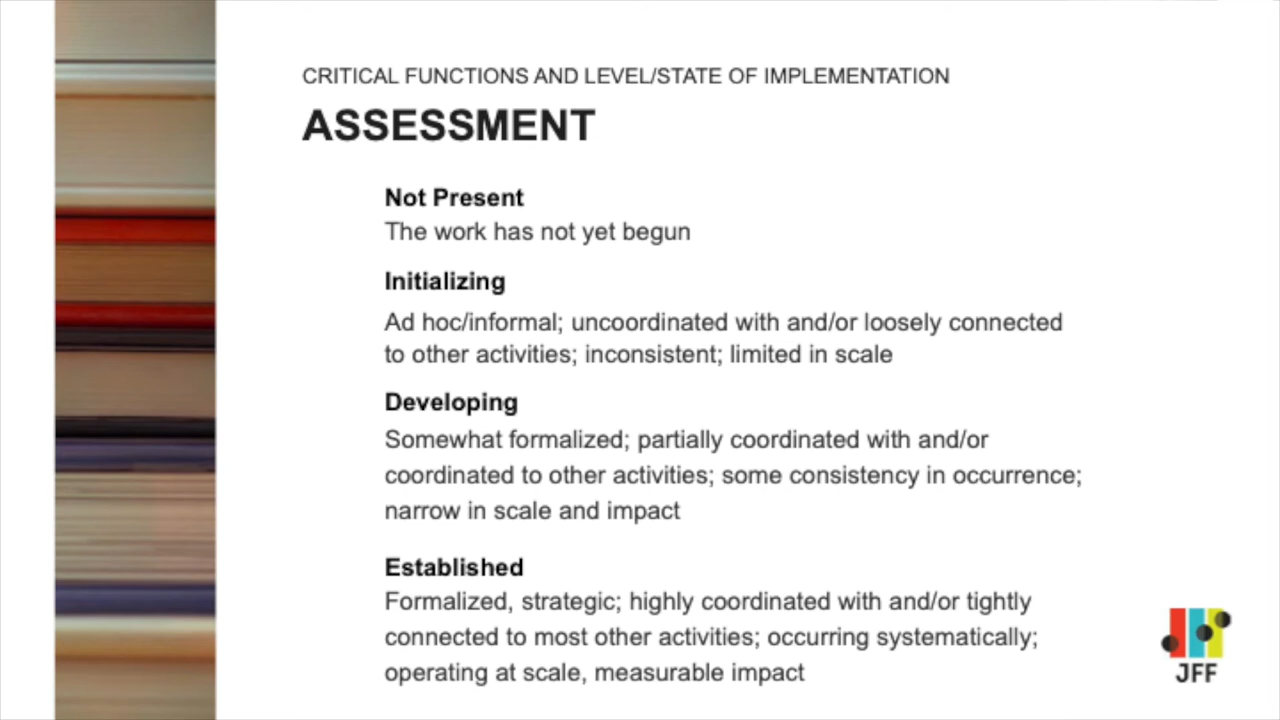 CRITICAL FUNCTIONS AND LEVEL/STATE OF IMPLEMENTATION
ASSESSMENT
Not Present
The work has not yet begun
Initializing
Ad hoc/informal; uncoordinated with and/or loosely connected
to other activities; inconsistent; limited in scale
Developing
Somewhat formalized; partially coordinated with and/or
coordinated to other activities; some consistency in occurrence;
narrow in scale and impact
Established
Formalized, strategic; highly coordinated with and/or tightly
connected to most other activities; occurring systematically;
operating at scale, measurable impact
JFF